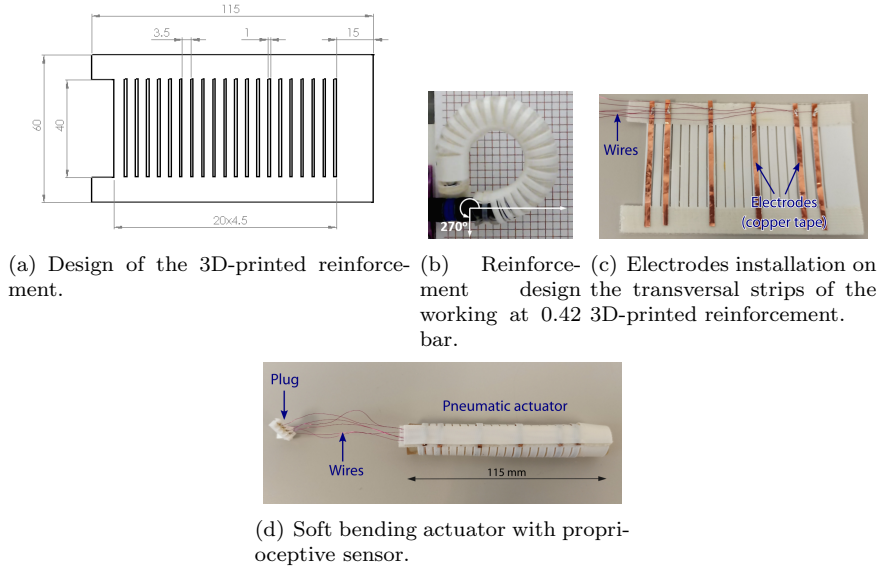 115
3.5
1
15
60
40
20x4.5
(a) Design of the 3D-printed reinforce-
ment.
270º
(b) Reinforce-
ment design
working at 0.42
bar.
Wires
Electrodes
(copper tape)
(c) Electrodes installation on
the transversal strips of the
3D-printed reinforcement.
Plug
Pneumatic actuator
Wires
115 mm
(d) Soft bending actuator with propri-
oceptive sensor.